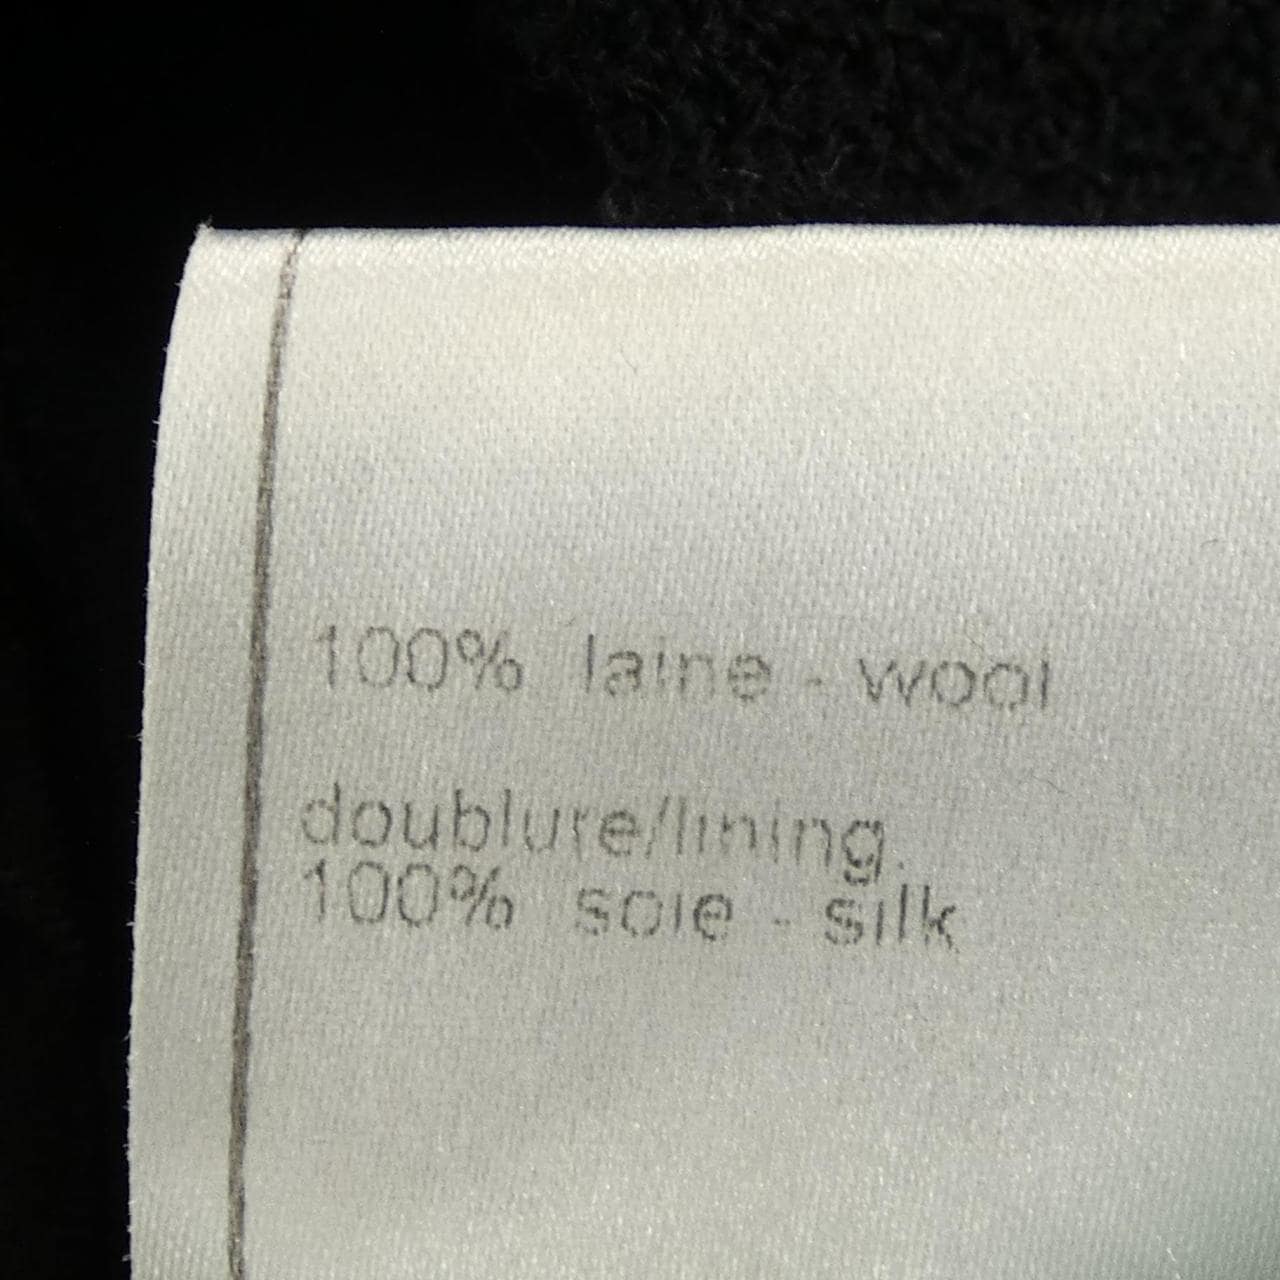 100% laine - wool
doublure/lining.
100% soie - silk